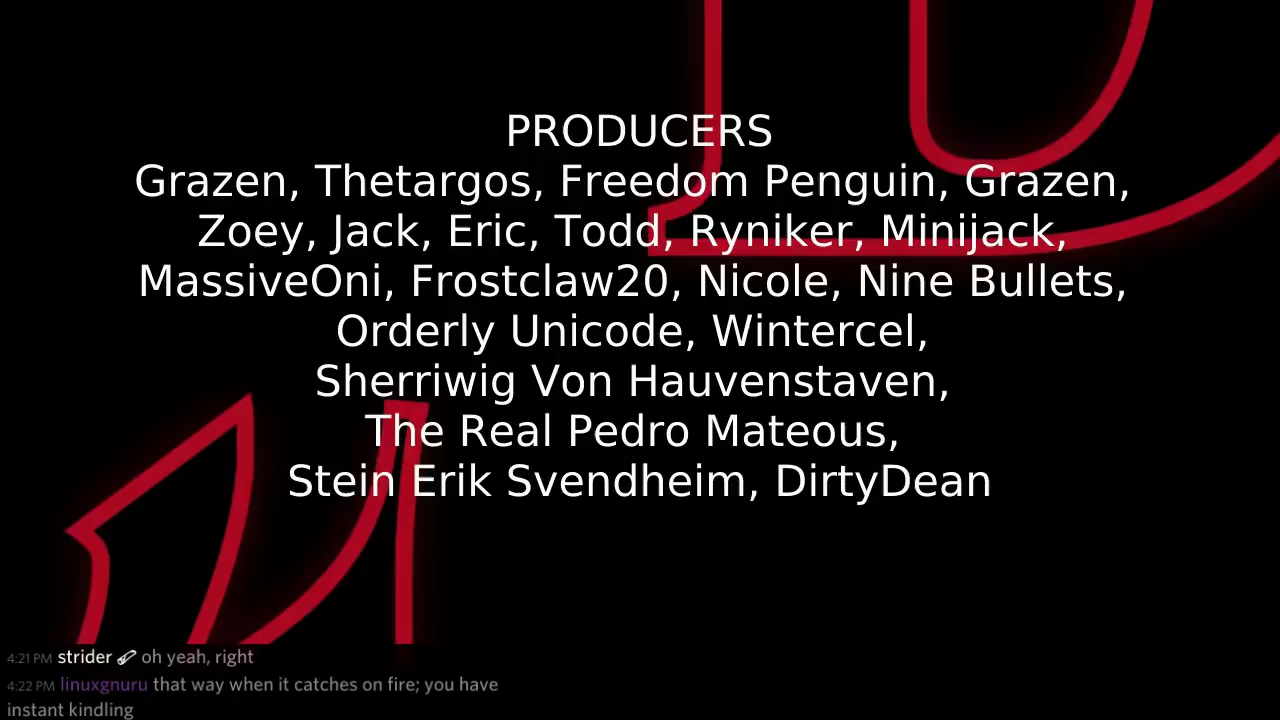 PRODUCERS
Grazen, Thetargos, Freedom Penguin, Grazen,
Zoey, Jack, Eric, Todd, Ryniker, Minijack,
MassiveOni, Frostclaw20, Nicole, Nine Bullets,
Orderly Unicode, Wintercel,
Sherriwig Von Hauvenstaven,
The Real Pedro Mateous,
Stein Erik Svendheim, DirtyDean
4:21 PM strider oh yeah, right
4:22 PM linuxgnuru that way when it catches on fire; you have
instant kindling